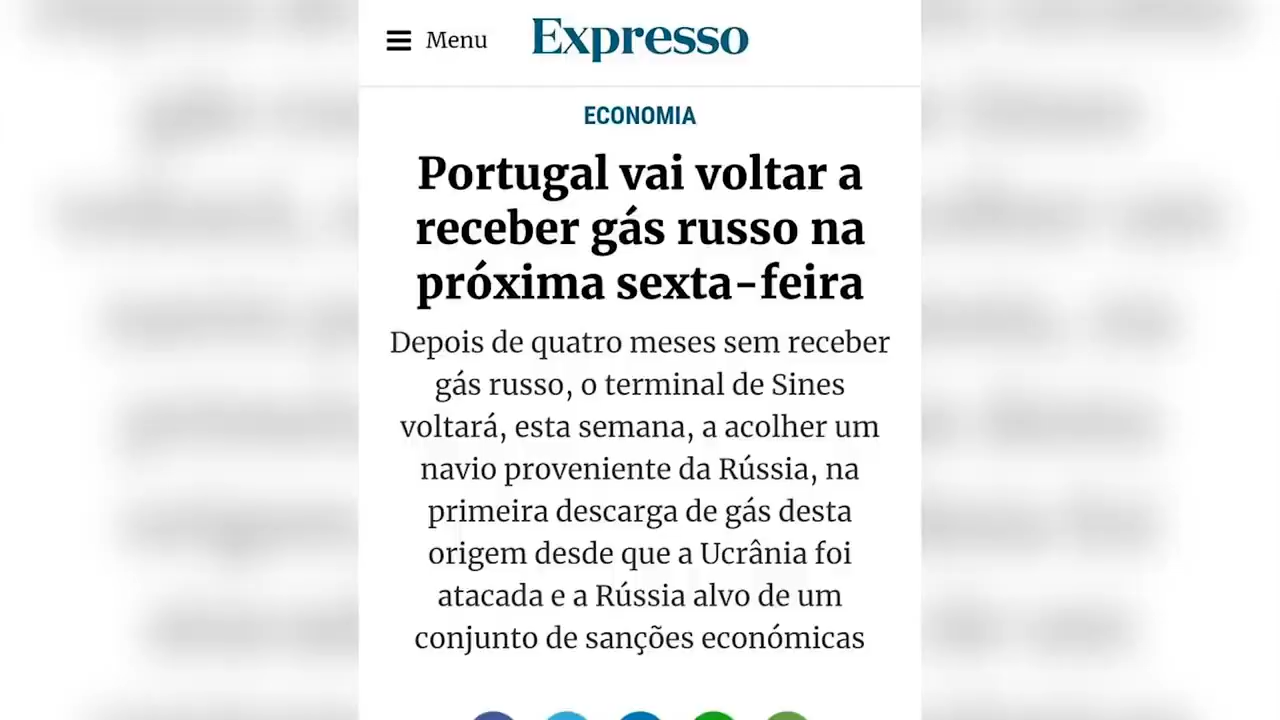 Menu
Expresso
ECONOMIA
Portugal vai voltar a
receber gás russo na
próxima sexta-feira
Depois de quatro meses sem receber
gás russo, o terminal de Sines
voltará, esta semana, a acolher um
navio proveniente da Rússia, na
primeira descarga de gás desta
origem desde que a Ucrânia foi
atacada e a Rússia alvo de um
conjunto de sanções económicas